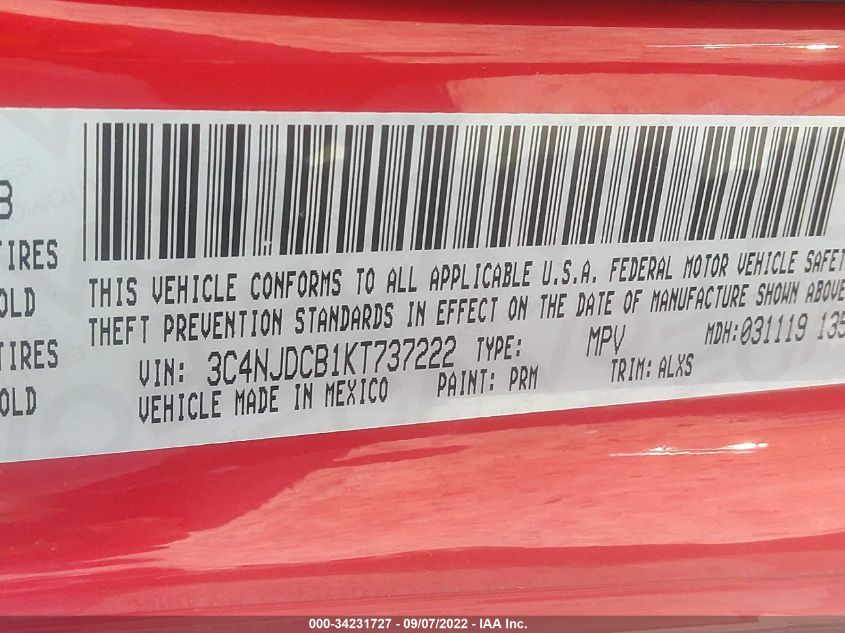 B
TIRES
OLD
TIRES
OLD
THIS VEHICLE CONFORMS TO ALL APPLICABLE U.S.A. FEDERAL MOTOR VEHICLE SAFET
THEFT PREVENTION STANDARDS IN EFFECT ON THE DATE OF MANUFACTURE SHOWN ABOVE
VIN: 3C4NJDCB1KT737222 TYPE: MPV MDH:031119 135
VEHICLE MADE IN MEXICO PAINT: PRM TRIM: ALXS
000-34231727 - 09/07/2022 - IAA Inc.